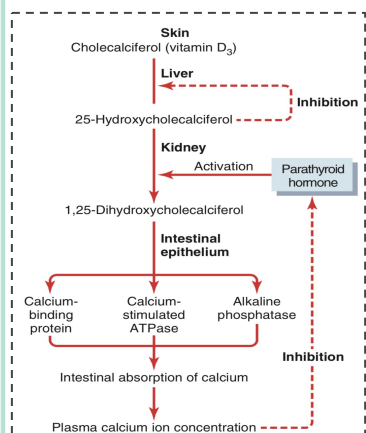 Skin
Cholecalciferol (vitamin D₃)
Liver
Inhibition
25-Hydroxycholecalciferol
Kidney
Activation
Parathyroid
hormone
1,25-Dihydroxycholecalciferol
Intestinal
epithelium
Calcium-
binding
protein
Calcium-
stimulated
ATPase
Alkaline
phosphatase
Inhibition
Intestinal absorption of calcium
Plasma calcium ion concentration